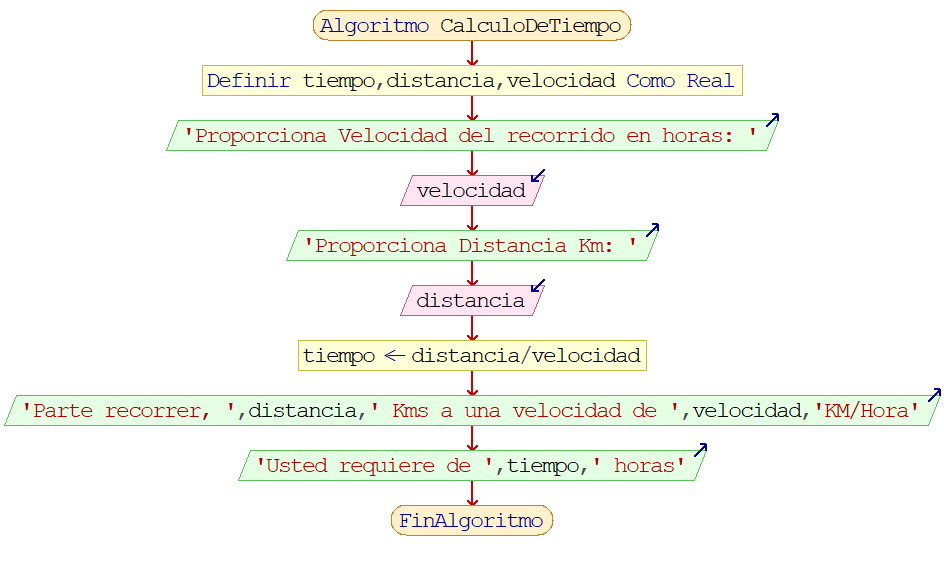 Algoritmo CalculoDeTiempo
Definir tiempo,distancia,velocidad Como Real
'Proporciona Velocidad del recorrido en horas: '
velocidad
'Proporciona Distancia Km: '
distancia
tiempo ← distancia/velocidad
'Parte recorrer, ',distancia,' Kms a una velocidad de ',velocidad,'KM/Hora'
'Usted requiere de ',tiempo,' horas'
FinAlgoritmo